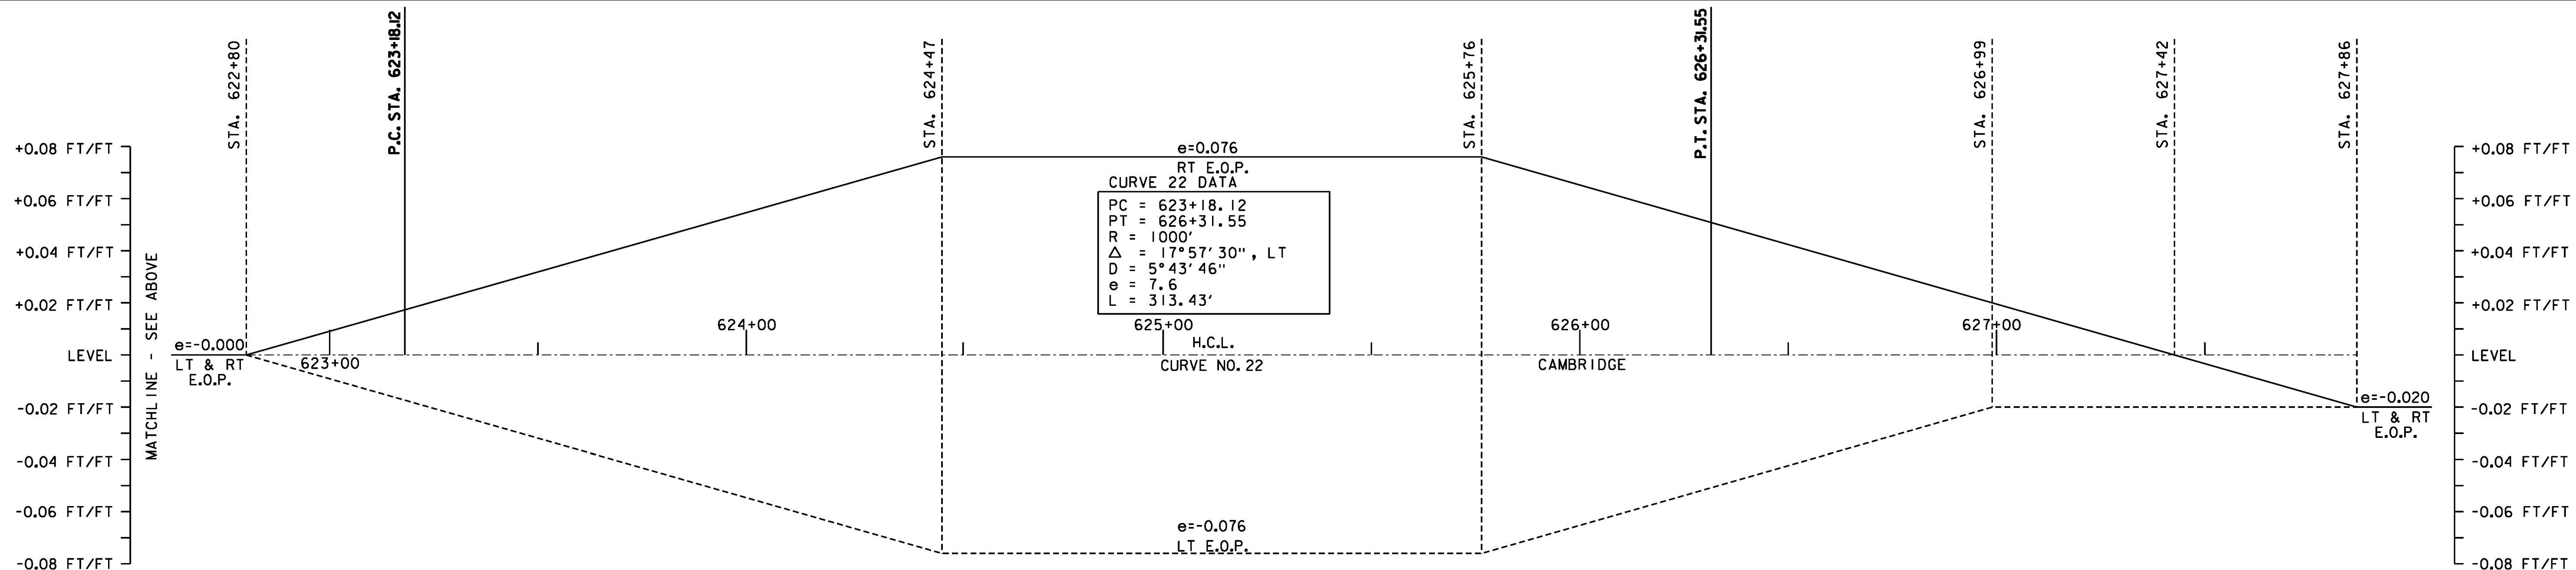 STA. 622+80
P.C. STA. 623+18.12
STA. 624+47
STA. 625+76
P.T. STA. 626+31.55
STA. 626+99
STA. 627+42
STA. 627+86
+0.08 FT/FT
+0.06 FT/FT
+0.04 FT/FT
+0.02 FT/FT
LEVEL
-0.02 FT/FT
-0.04 FT/FT
-0.06 FT/FT
-0.08 FT/FT
MATCHLINE - SEE ABOVE
e=-0.000
LT & RT
E.O.P.
e=0.076
RT E.O.P.
CURVE 22 DATA
PC = 623+18.12
PT = 626+31.55
R = 1000'
△ = 17°57'30", LT
D = 5°43'46"
e = 7.6
L = 313.43'
623+00
624+00
625+00
626+00
627+00
H.C.L.
CURVE NO. 22
CAMBRIDGE
e=-0.076
LT E.O.P.
e=-0.020
LT & RT
E.O.P.
+0.08 FT/FT
+0.06 FT/FT
+0.04 FT/FT
+0.02 FT/FT
LEVEL
-0.02 FT/FT
-0.04 FT/FT
-0.06 FT/FT
-0.08 FT/FT